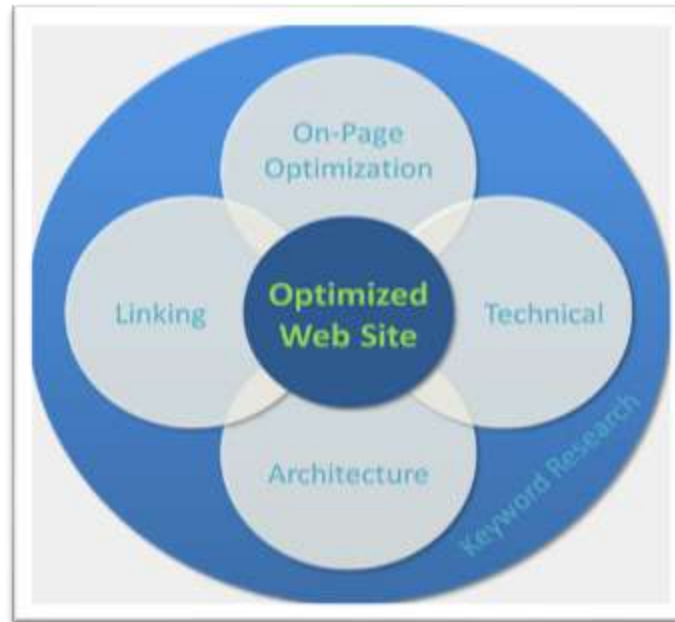 On-Page
Optimization
Linking
Optimized
Web Site
Technical
Architecture
Keyword Research